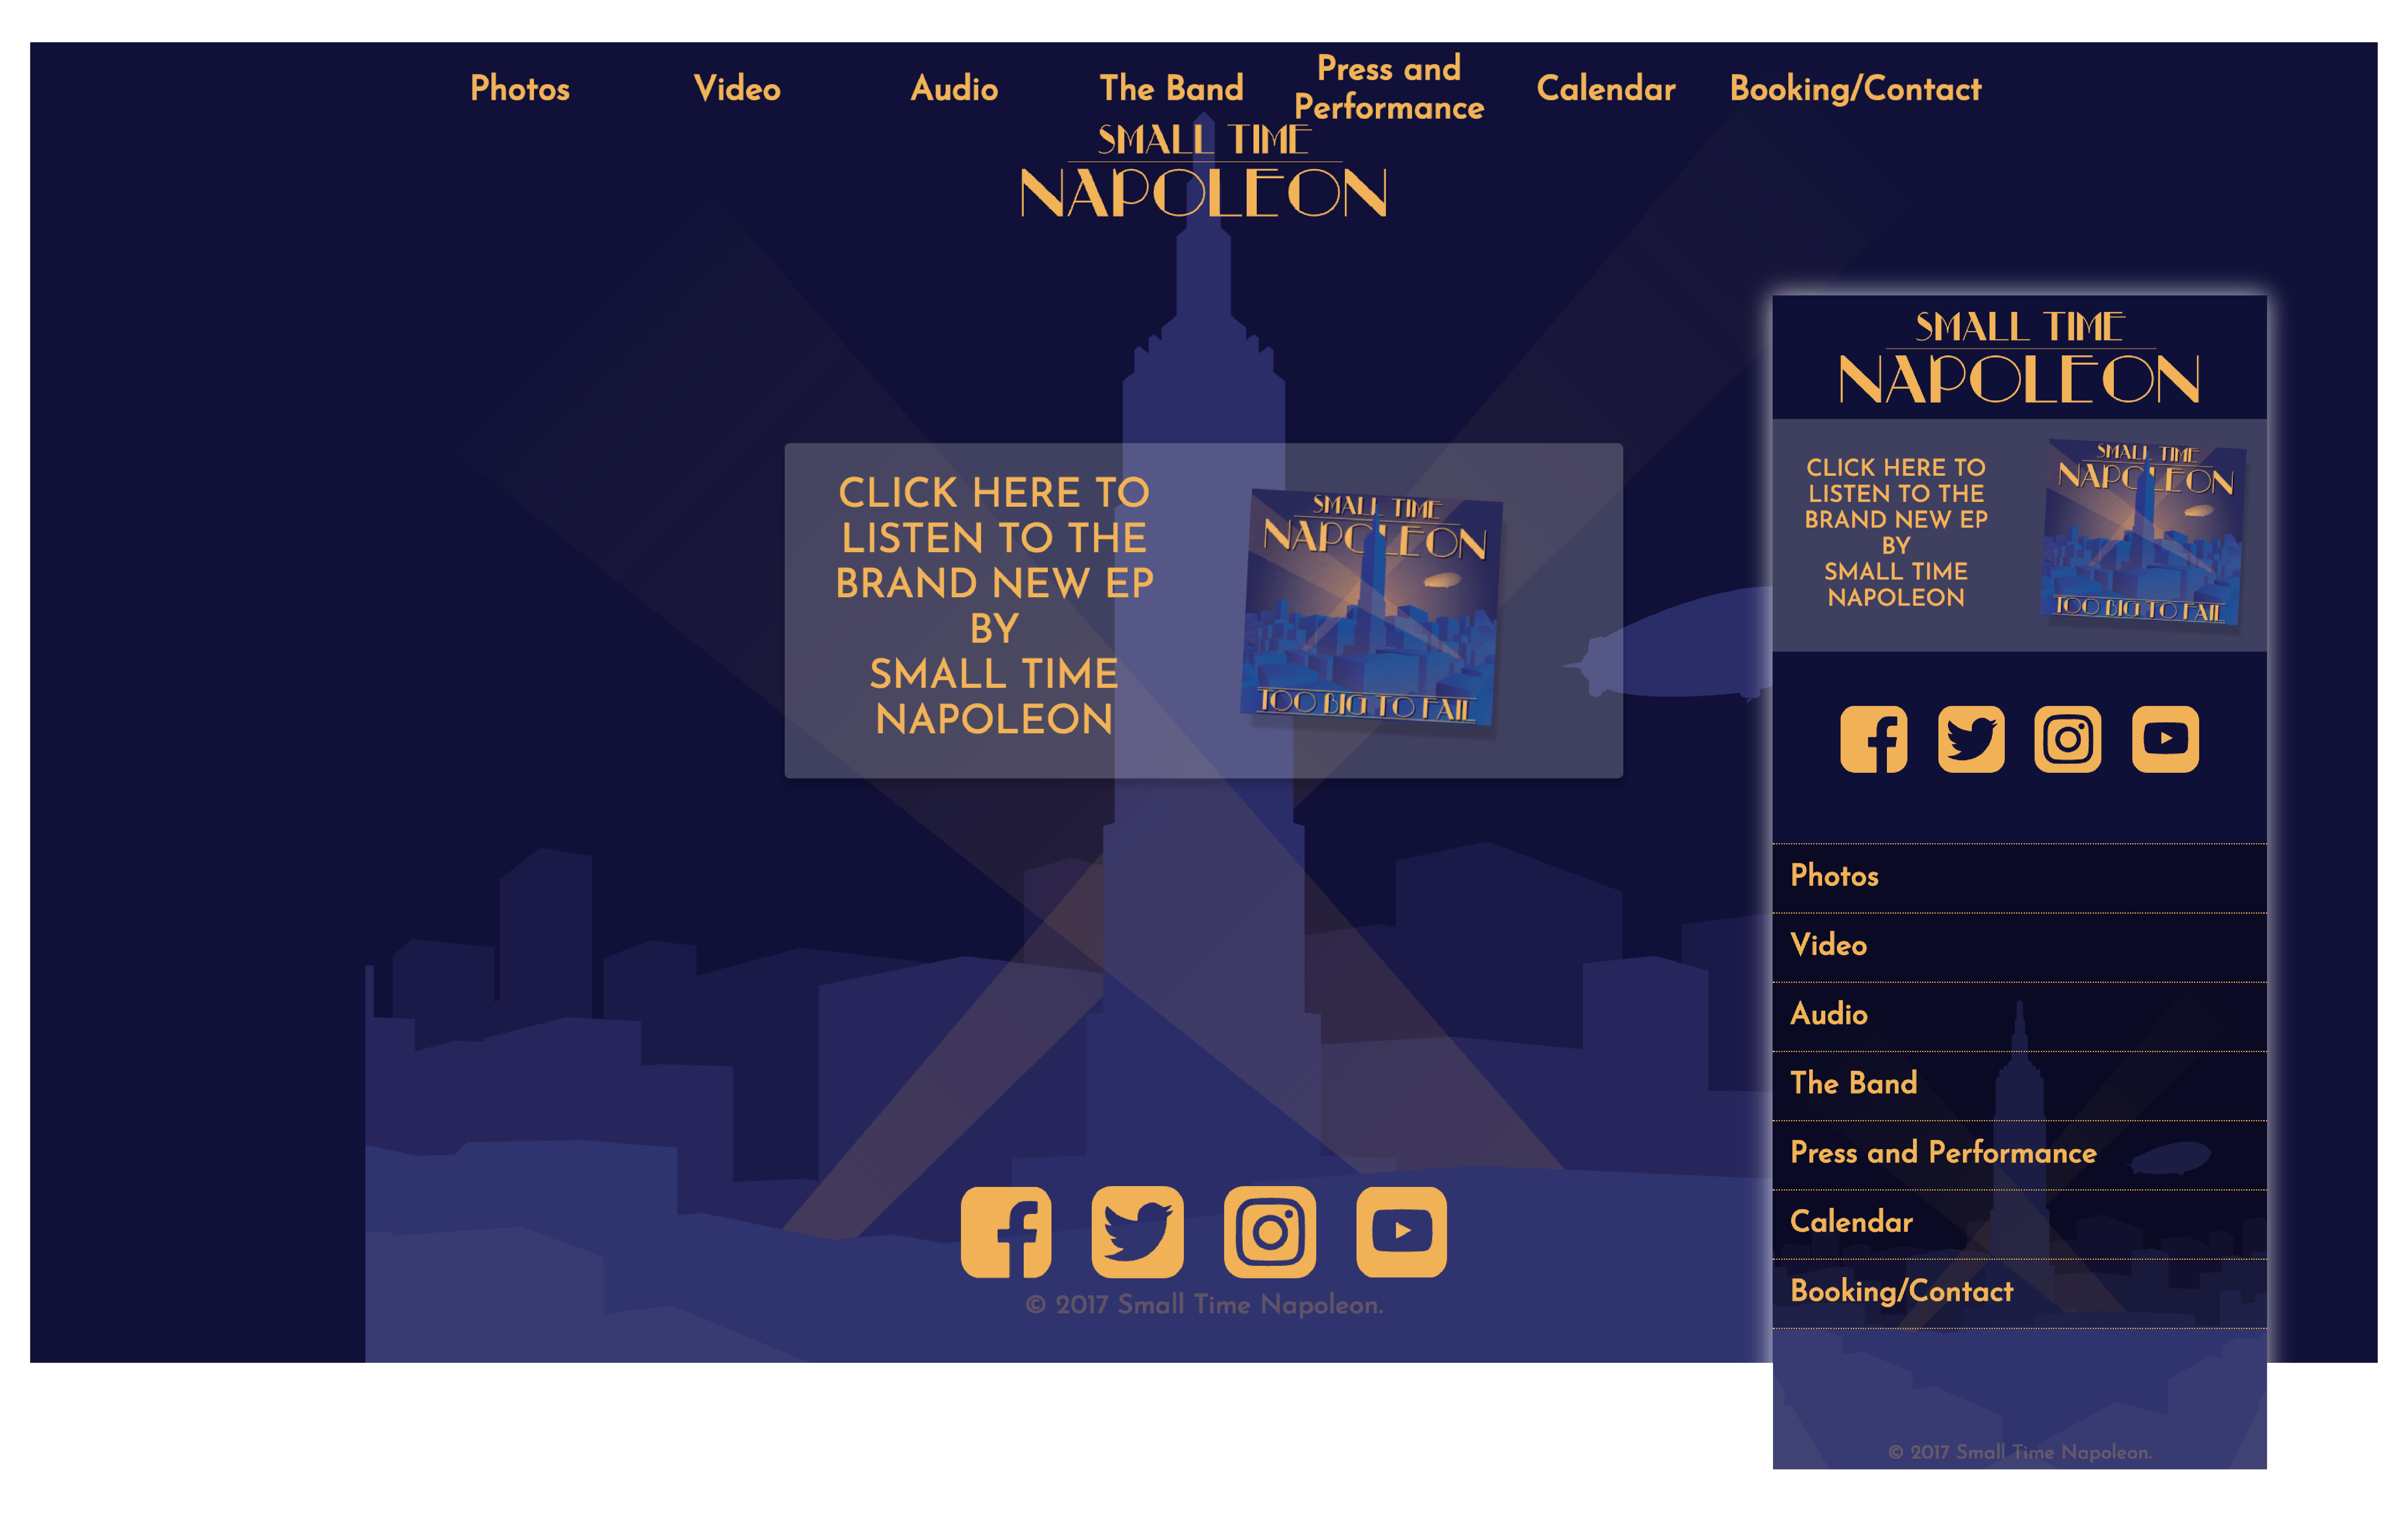 Photos
Video
Audio
The Band
Press and
Performance
Calendar
Booking/Contact
SMALL TIME
NAPOLEON
CLICK HERE TO
LISTEN TO THE
BRAND NEW EP
BY
SMALL TIME
NAPOLEON
SMALL TIME
NAPOLEON
TOO BIG TO FAIL
© 2017 Small Time Napoleon.
SMALL TIME
NAPOLEON
CLICK HERE TO
LISTEN TO THE
BRAND NEW EP
BY
SMALL TIME
NAPOLEON
SMALL TIME
NAPOLEON
TOO BIG TO FAIL
Photos
Video
Audio
The Band
Press and Performance
Calendar
Booking/Contact
© 2017 Small Time Napoleon.